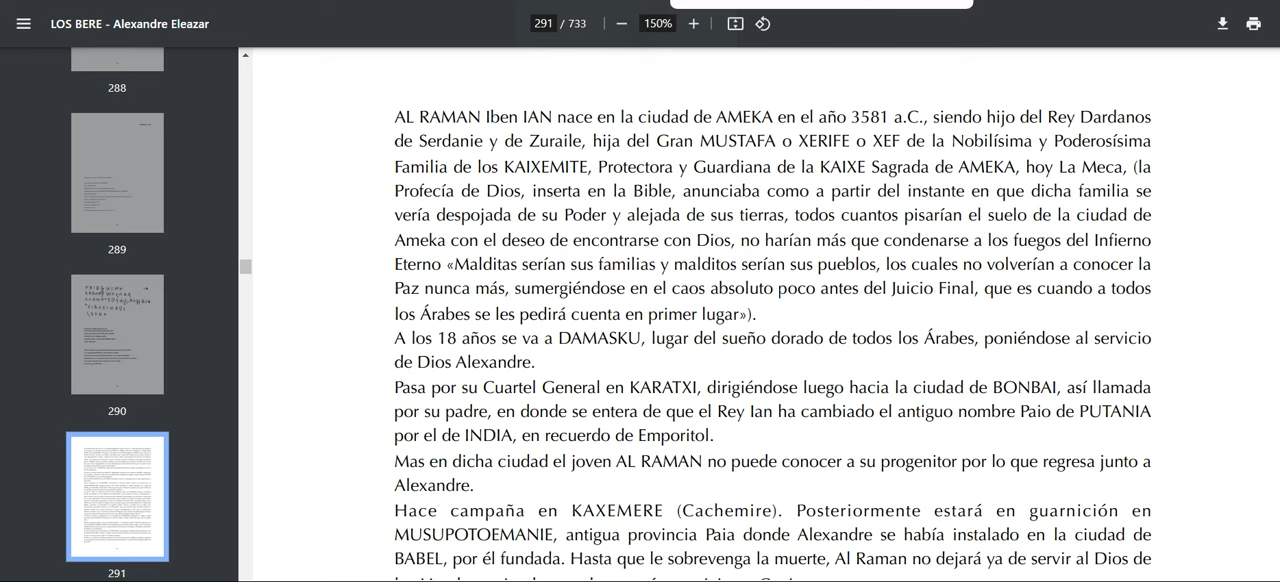 LOS BERE - Alexandre Eleazar
291 / 733
150%
288
289
290
291
AL RAMAN Iben IAN nace en la ciudad de AMEKA en el año 3581 a.C., siendo hijo del Rey Dardanos
de Serdanie y de Zuraile, hija del Gran MUSTAFA o XERIFE o XEF de la Nobilísima y Poderosísima
Familia de los KAIXEMITE, Protectora y Guardiana de la KAIXE Sagrada de AMEKA, hoy La Meca, (la
Profecía de Dios, inserta en la Bible, anunciaba como a partir del instante en que dicha familia se
vería despojada de su Poder y alejada de sus tierras, todos cuantos pisarían el suelo de la ciudad de
Ameka con el deseo de encontrarse con Dios, no harían más que condenarse a los fuegos del Infierno
Eterno «Malditas serían sus familias y malditos serían sus pueblos, los cuales no volverían a conocer la
Paz nunca más, sumergiéndose en el caos absoluto poco antes del Juicio Final, que es cuando a todos
los Árabes se les pedirá cuenta en primer lugar»).
A los 18 años se va a DAMASKU, lugar del sueño dorado de todos los Árabes, poniéndose al servicio
de Dios Alexandre.
Pasa por su Cuartel General en KARATXI, dirigiéndose luego hacia la ciudad de BONBAI, así llamada
por su padre, en donde se entera de que el Rey Ian ha cambiado el antiguo nombre Paio de PUTANIA
por el de INDIA, en recuerdo de Emporitol.
Mas en dicha ciudad el joven AL RAMAN no puede conocer a su progenitor por lo que regresa junto a
Alexandre.
Hace campaña en KAXEMERE (Cachemire). Posteriormente estará en guarnición en
MUSUPOTOEMANIE, antigua provincia Paia donde Alexandre se había instalado en la ciudad de
BABEL, por él fundada. Hasta que le sobrevenga la muerte, Al Raman no dejará ya de servir al Dios de